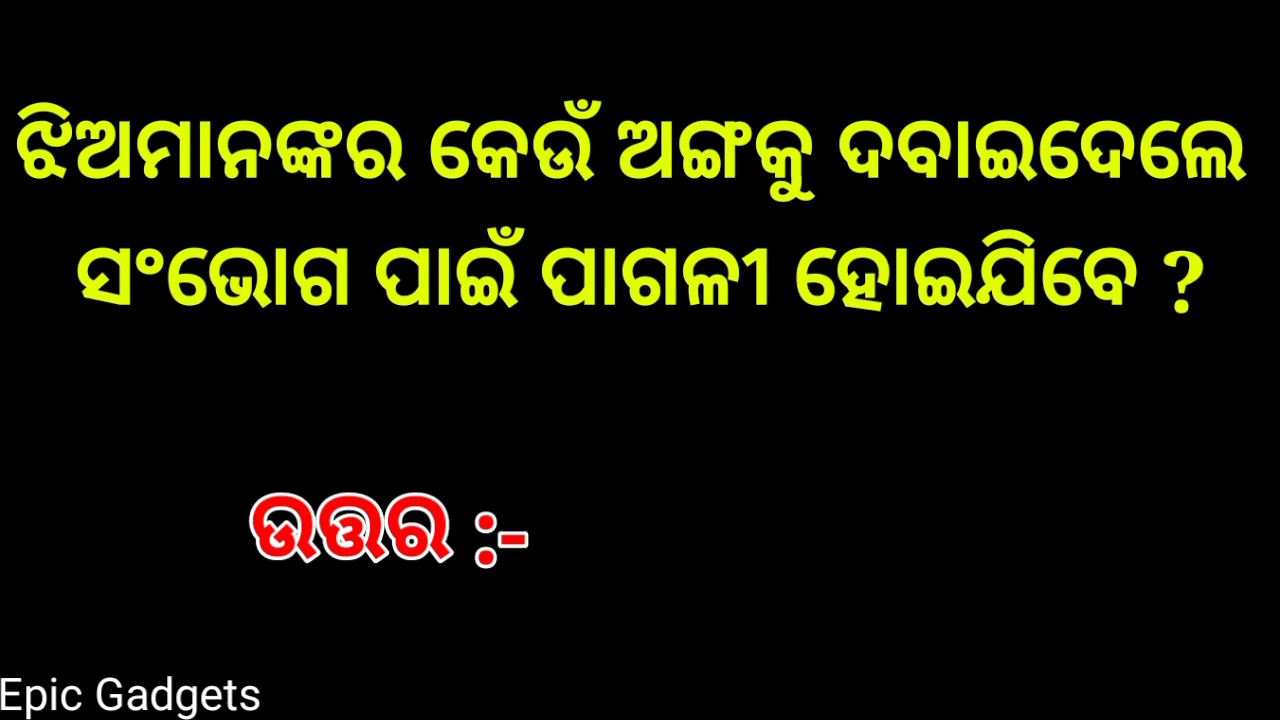 ଝିଅମାନଙ୍କର କେଉଁ ଅଙ୍ଗକୁ ଦବାଇଦେଲେ
ସଂଭୋଗ ପାଇଁ ପାଗଳୀ ହୋଇଯିବେ ?
ଉତ୍ତର :-
Epic Gadgets